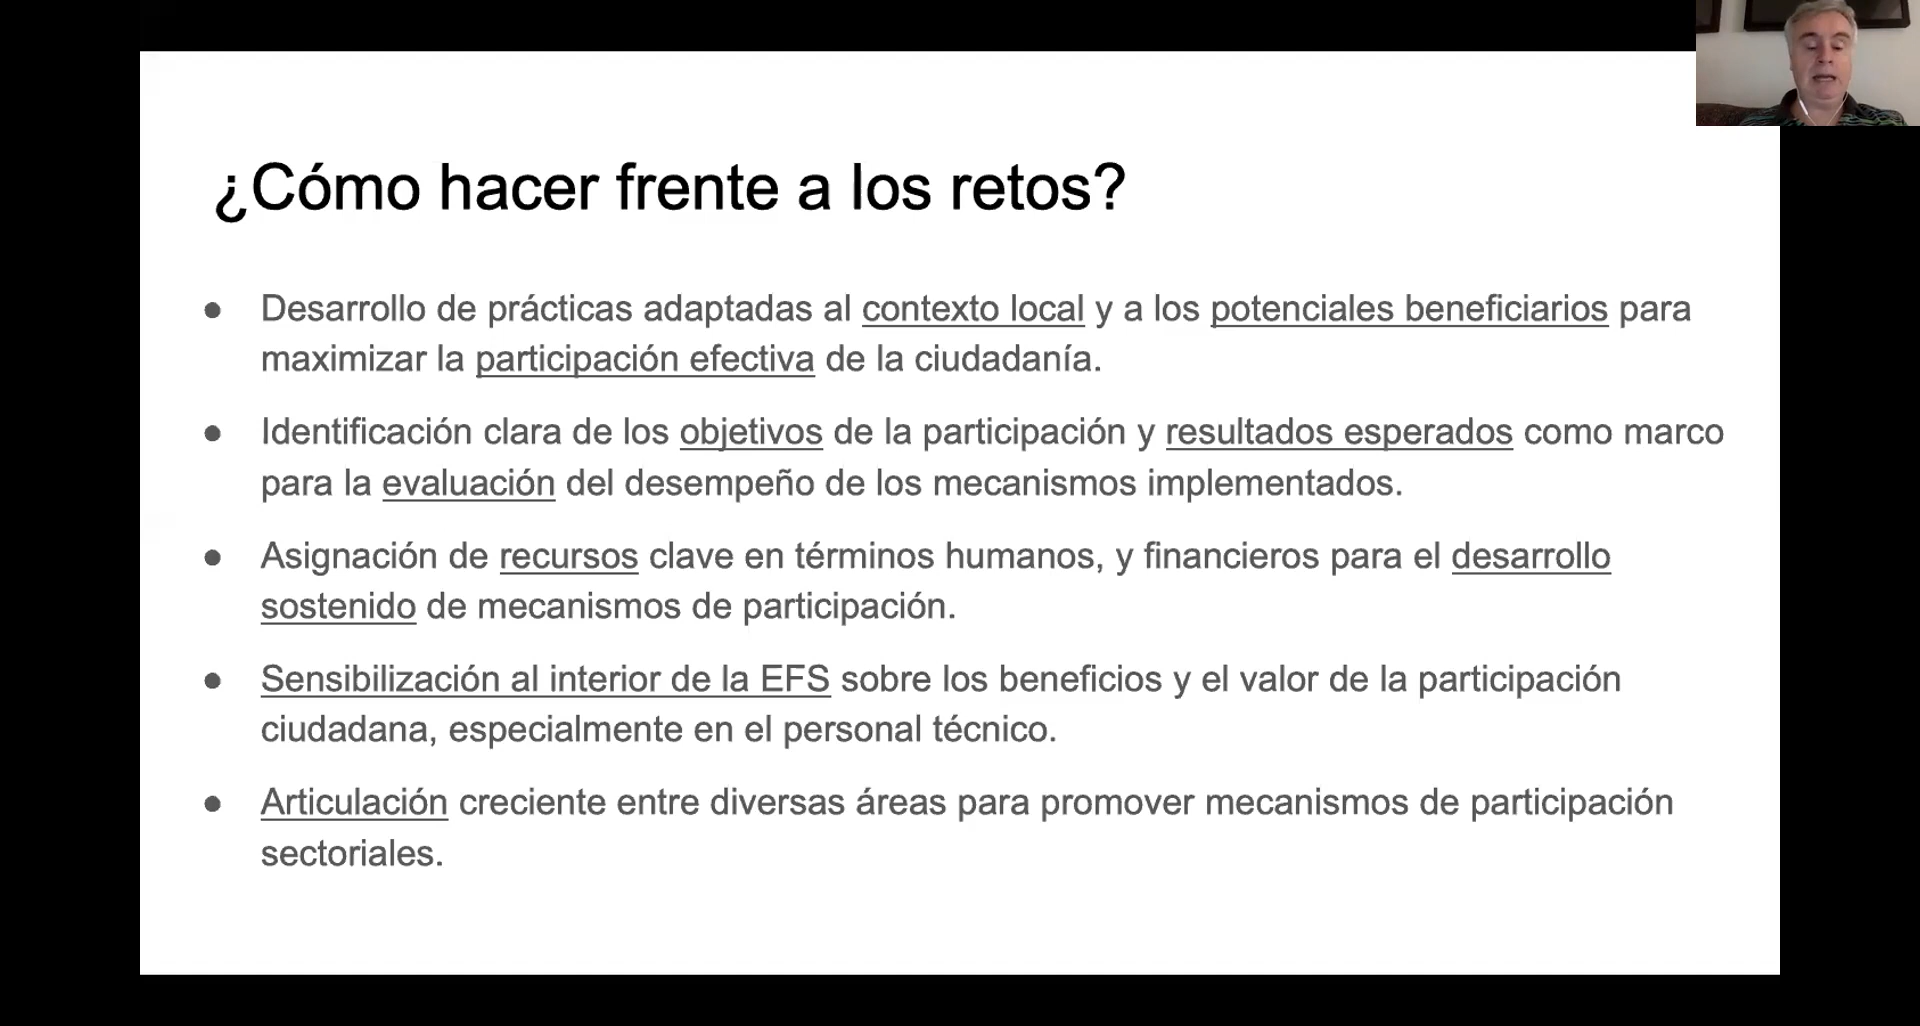 ¿Cómo hacer frente a los retos?
● Desarrollo de prácticas adaptadas al contexto local y a los potenciales beneficiarios para
maximizar la participación efectiva de la ciudadanía.
● Identificación clara de los objetivos de la participación y resultados esperados como marco
para la evaluación del desempeño de los mecanismos implementados.
● Asignación de recursos clave en términos humanos, y financieros para el desarrollo
sostenido de mecanismos de participación.
● Sensibilización al interior de la EFS sobre los beneficios y el valor de la participación
ciudadana, especialmente en el personal técnico.
● Articulación creciente entre diversas áreas para promover mecanismos de participación
sectoriales.